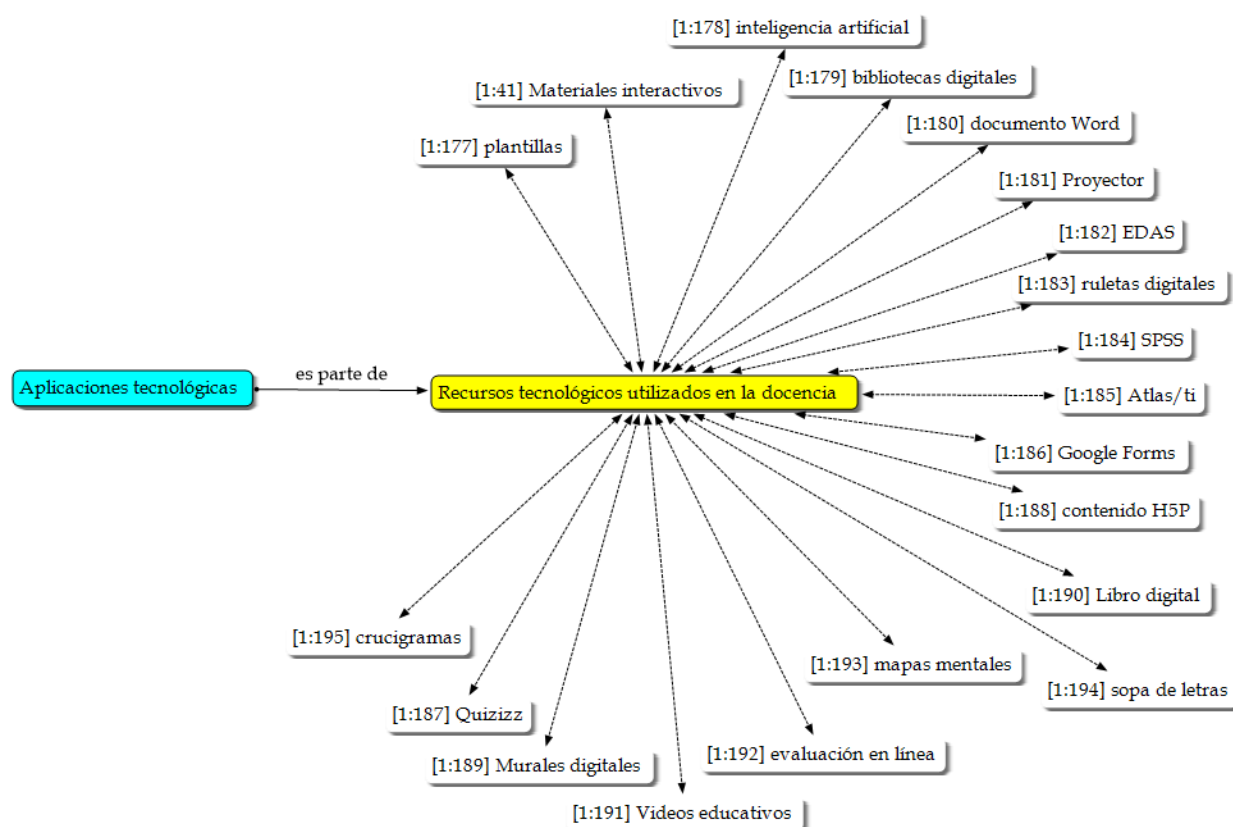 [1:178] inteligencia artificial
[1:179] bibliotecas digitales
[1:41] Materiales interactivos
[1:180] documento Word
[1:177] plantillas
[1:181] Proyector
[1:182] EDAS
[1:183] ruletas digitales
[1:184] SPSS
Aplicaciones tecnológicas
es parte de
Recursos tecnológicos utilizados en la docencia
[1:185] Atlas/ti
[1:186] Google Forms
[1:188] contenido H5P
[1:190] Libro digital
[1:195] crucigramas
[1:193] mapas mentales
[1:194] sopa de letras
[1:187] Quizizz
[1:192] evaluación en línea
[1:189] Murales digitales
[1:191] Videos educativos